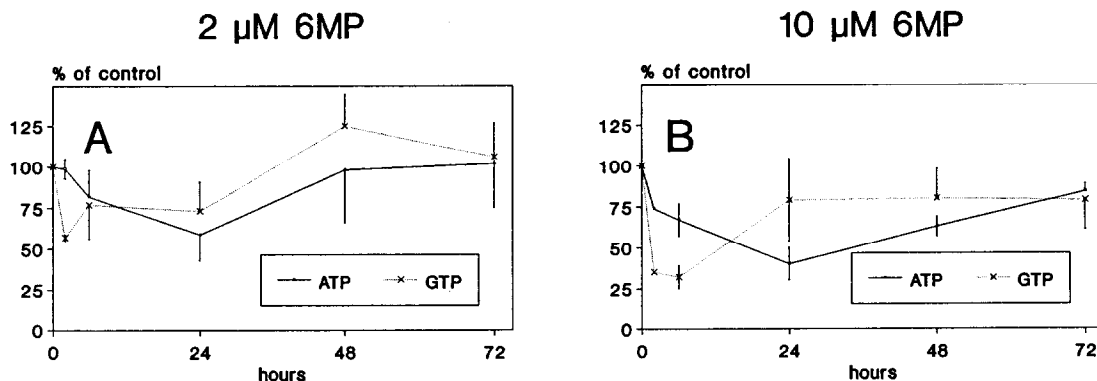 2 µM 6MP
% of control
A
125
100
75
50
25
0
0 24 48 72
hours
ATP GTP
10 µM 6MP
% of control
B
125
100
75
50
25
0
0 24 48 72
hours
ATP GTP